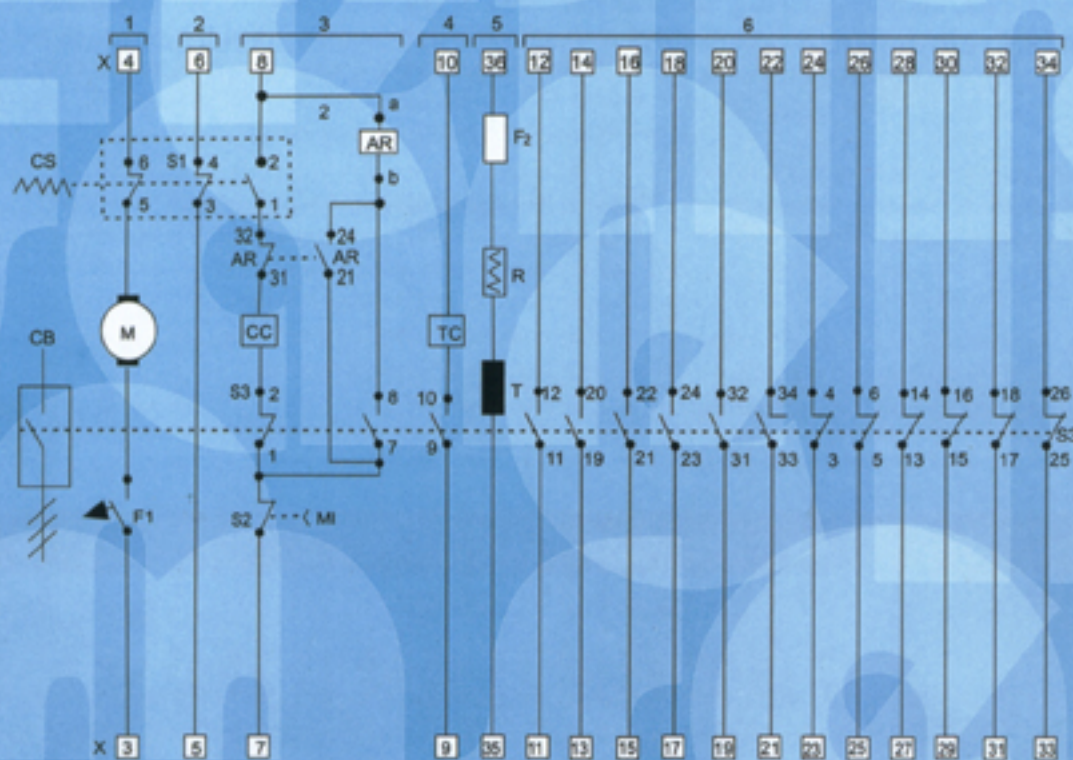 1 2 3 4 5 6
X 4 6 8 10 36 12 14 16 18 20 22 24 26 28 30 32 34
2 a
AR
F2
b
CS 6 S1 4 2
5 3 1
32 24
AR AR
31 21
R
CB M CC TC
S3 2 8 10 T 12 20 22 24 32 34 4 6 14 16 18 26
1 7 9 11 19 21 23 31 33 3 5 13 15 17 25
F1 S2 MI
X 3 5 7 9 35 11 13 15 17 19 21 23 25 27 29 31 33